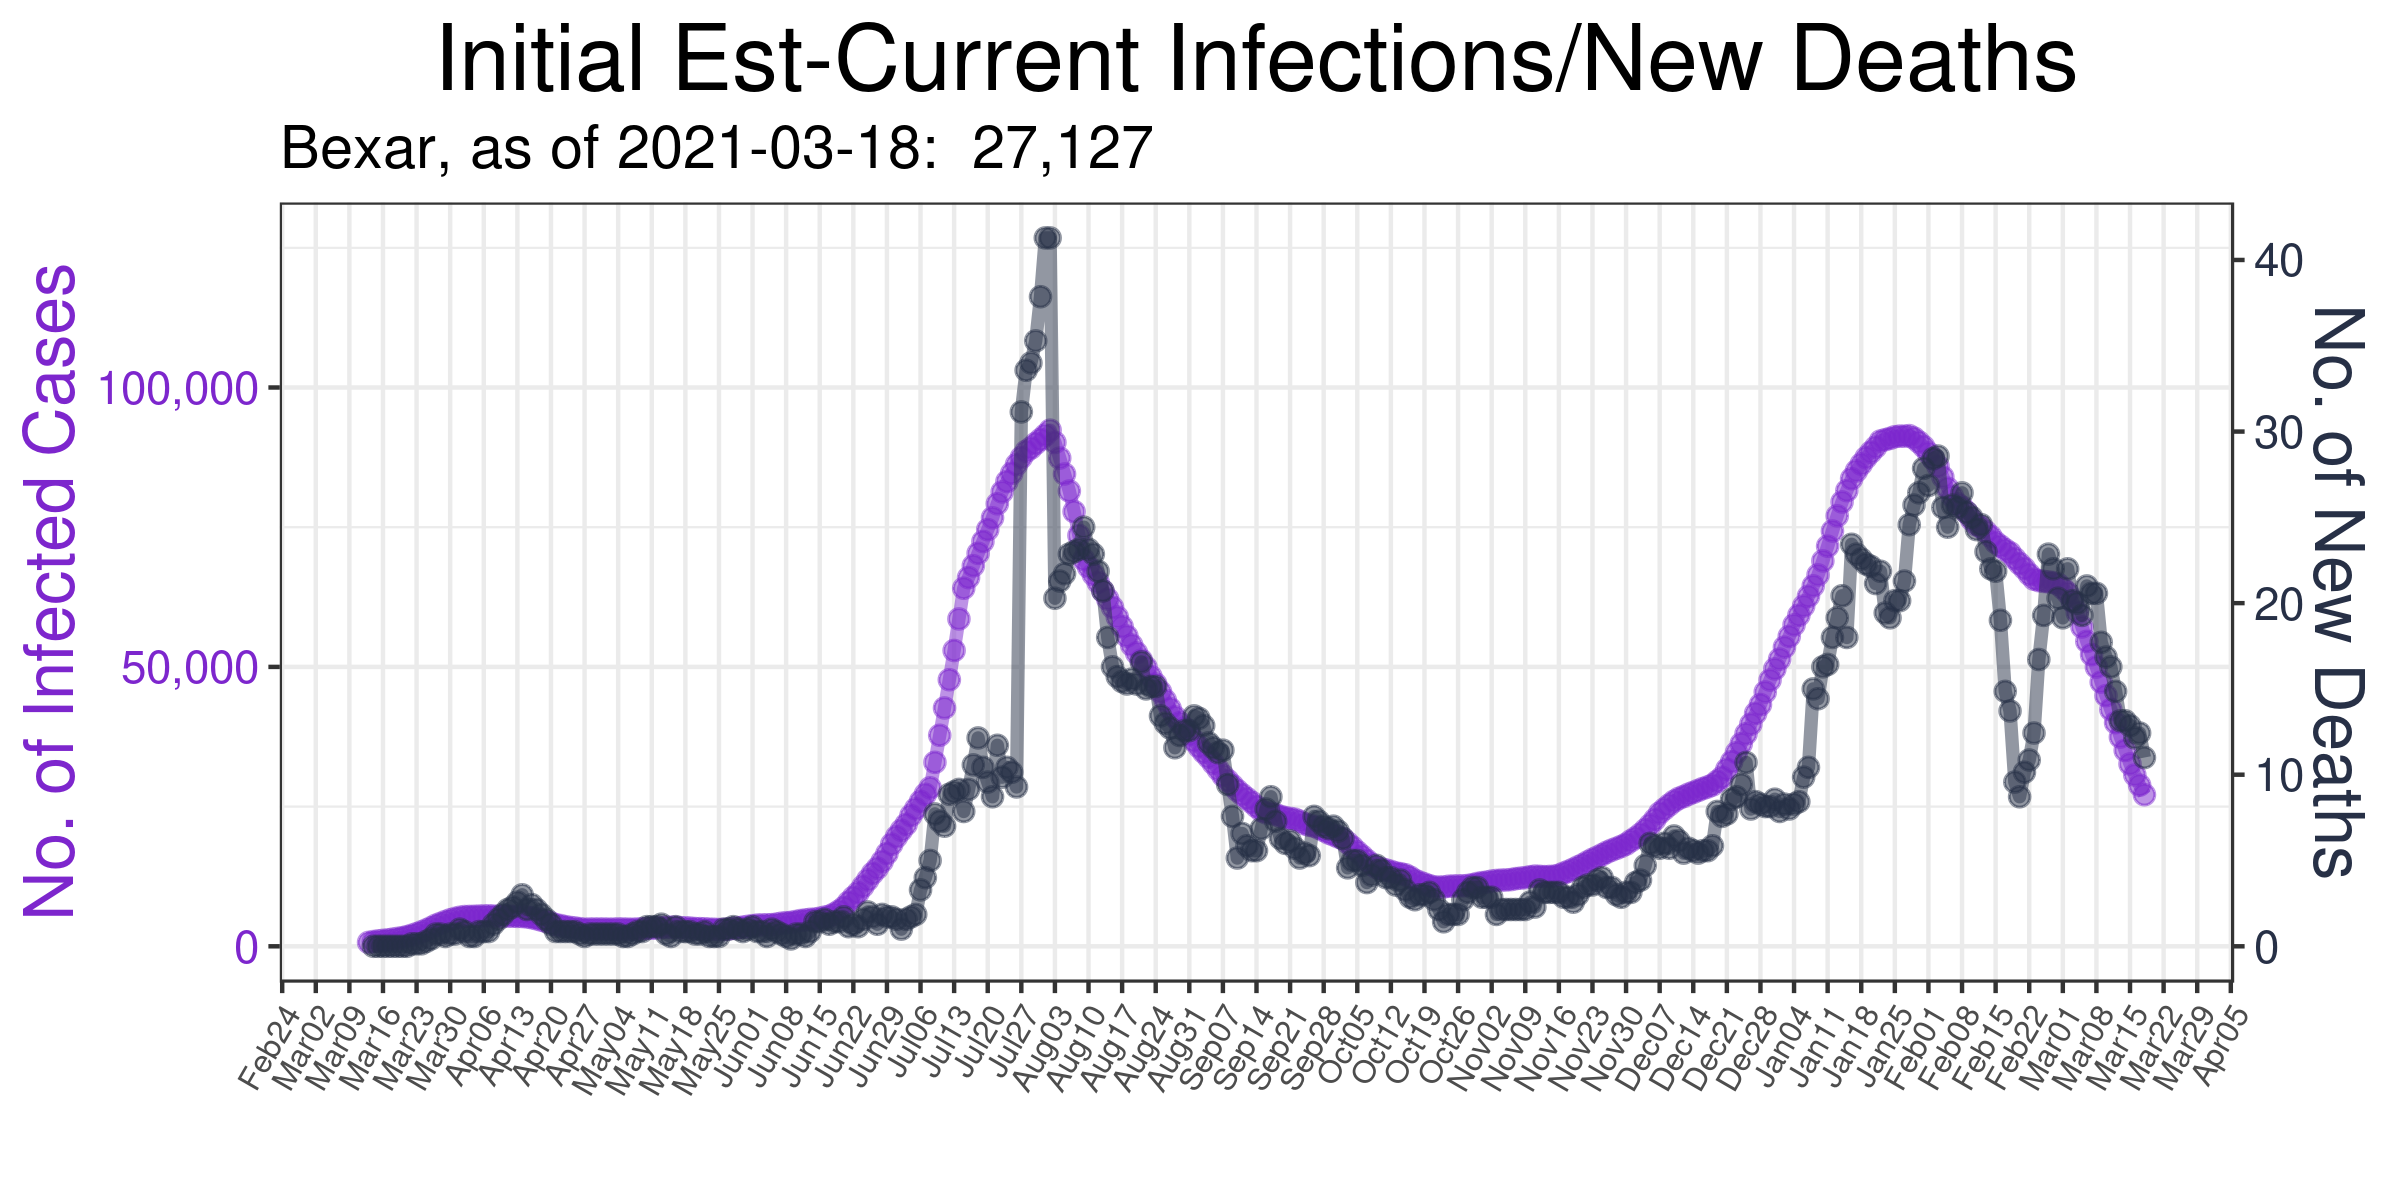 Initial Est-Current Infections/New Deaths
Bexar, as of 2021-03-18:  27,127
No. of Infected Cases
100,000
50,000
0
40
30
20
10
0
No. of New Deaths
Feb24
Mar02
Mar09
Mar16
Mar23
Mar30
Apr06
Apr13
Apr20
Apr27
May04
May11
May18
May25
Jun01
Jun08
Jun15
Jun22
Jun29
Jul06
Jul13
Jul20
Jul27
Aug03
Aug10
Aug17
Aug24
Aug31
Sep07
Sep14
Sep21
Sep28
Oct05
Oct12
Oct19
Oct26
Nov02
Nov09
Nov16
Nov23
Nov30
Dec07
Dec14
Dec21
Dec28
Dec04
Jan11
Jan18
Jan25
Feb01
Feb08
Feb15
Feb22
Mar01
Mar08
Mar15
Mar22
Mar29
Apr05